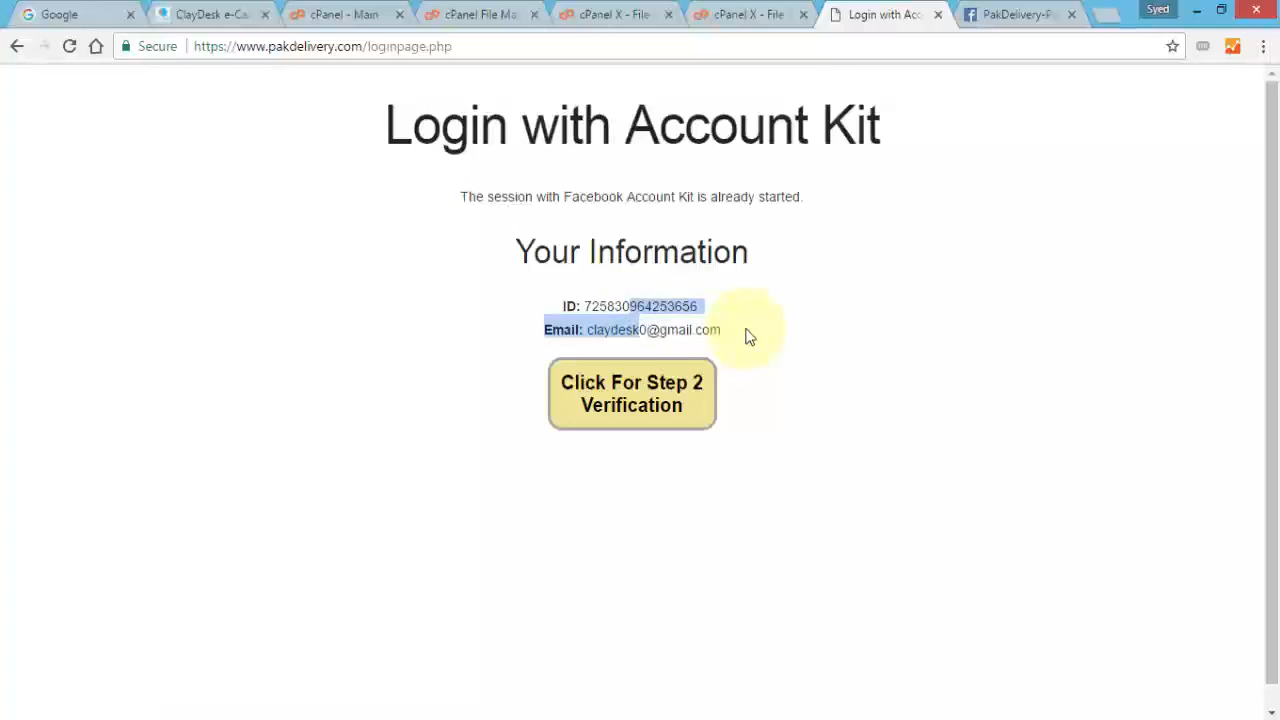 Google
ClayDesk e-Ca
cPanel - Main
cPanel File Ma
cPanel X - File
cPanel X - File
Login with Acc
PakDelivery-P
Syed
Secure
https://www.pakdelivery.com/loginpage.php
Login with Account Kit
The session with Facebook Account Kit is already started.
Your Information
ID: 725830964253656
Email: claydesk0@gmail.com
Click For Step 2
Verification